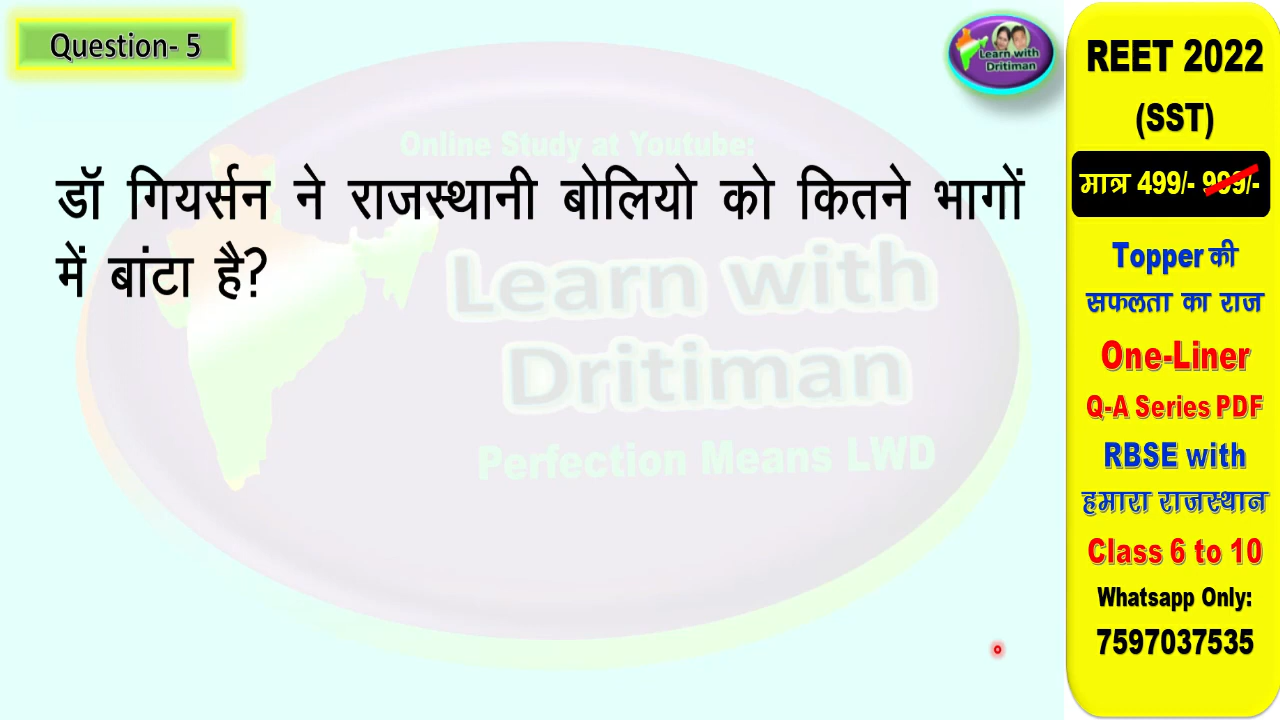 Question- 5
Learn with
Dritiman
डॉ गियर्सन ने राजस्थानी बोलियो को कितने भागों
में बांटा है?
Online Study at Youtube:
Learn with
Dritiman
Perfection Means LWD
REET 2022
(SST)
मात्र 499/- 999/-
Topper की
सफलता का राज
One-Liner
Q-A Series PDF
RBSE with
हमारा राजस्थान
Class 6 to 10
Whatsapp Only:
7597037535